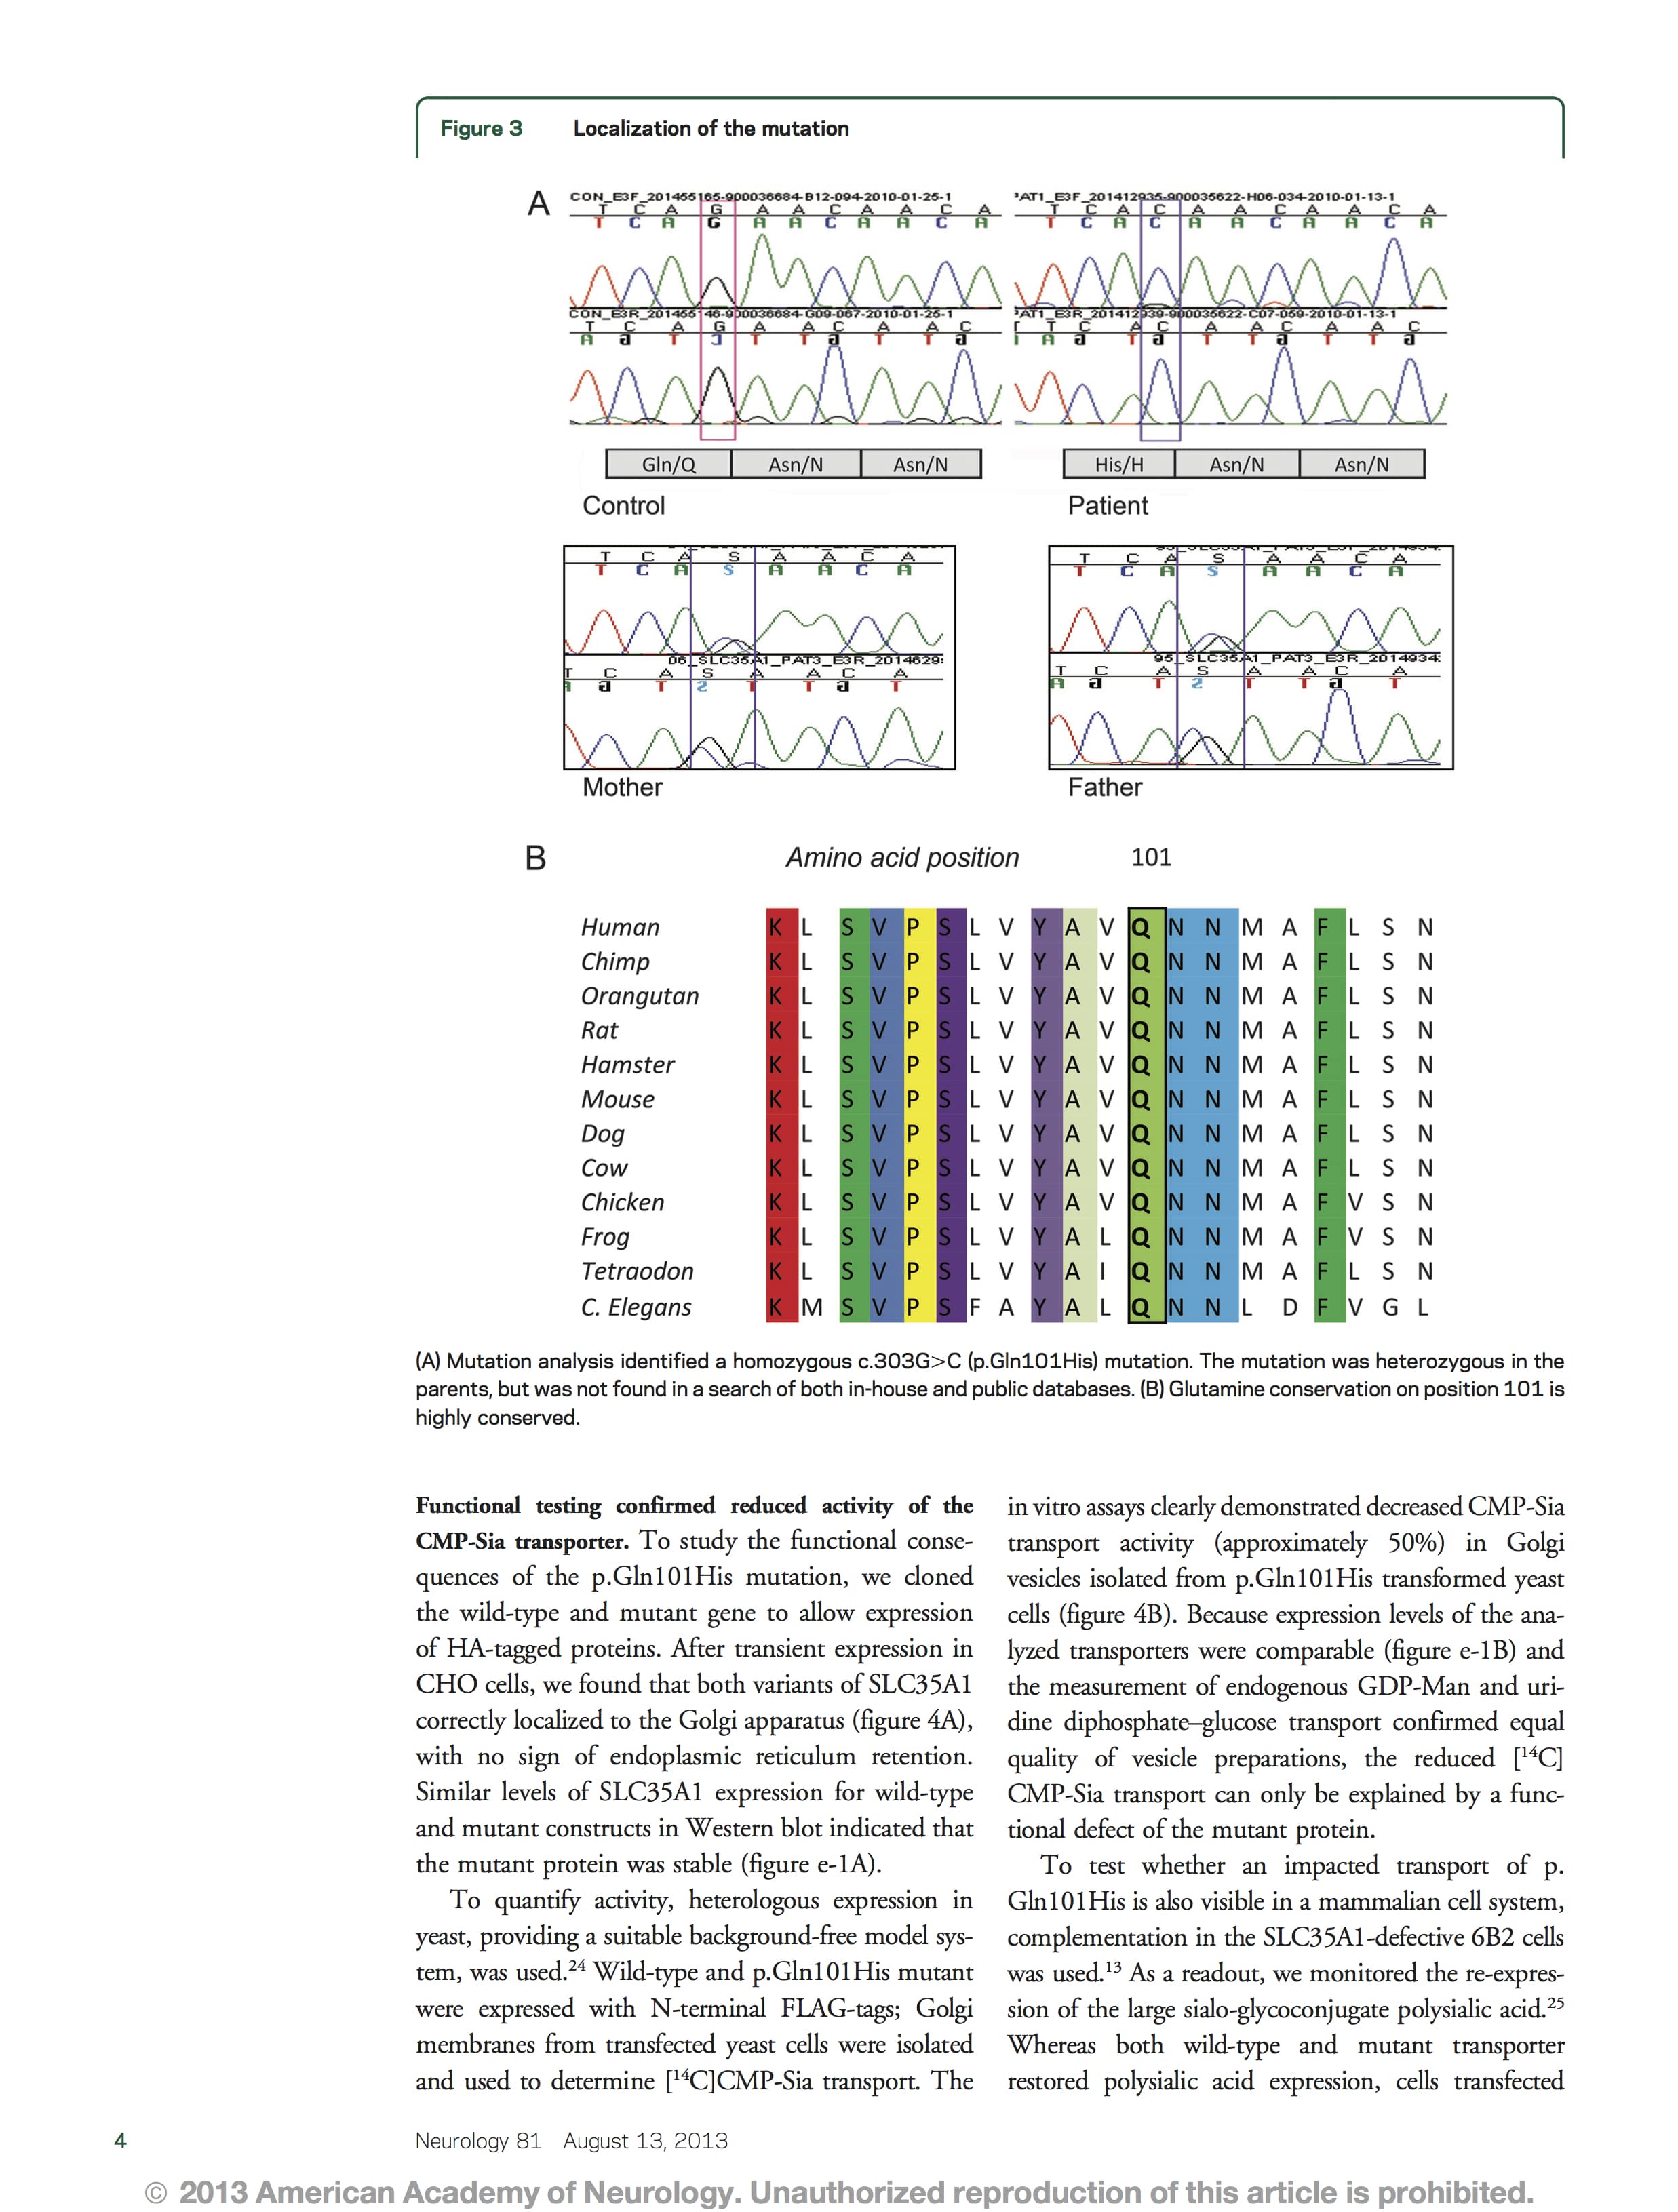 Figure 3 Localization of the mutation
A
CON_E3F_201455165-900036684-B12-094-2010-01-25-1
T C A G A A C A A C A
T C A G A A C A A C A
CON_E3R_201455146-900036684-G09-067-2010-01-25-1
T C A G A A C A A C
Gln/Q Asn/N Asn/N
Control
AT1_E3F_201412935-900035622-H06-034-2010-01-13-1
T C A C A A C A A C A
T C A C A A C A A C A
AT1_E3R_201412939-900035622-C07-059-2010-01-13-1
T C A C A A C A A C
His/H Asn/N Asn/N
Patient
T C A S A A C A
T C A S A A C A
06_SLC35A1_PAT3_E3R_2014629
T C A S A A C A
Mother
T C A S A A C A
T C A S A A C A
95_SLC35A1_PAT3_E3R_2014934
T C A S A A C A
Father
B Amino acid position 101
Human K L S V P S L V Y A V Q N N M A F L S N
Chimp K L S V P S L V Y A V Q N N M A F L S N
Orangutan K L S V P S L V Y A V Q N N M A F L S N
Rat K L S V P S L V Y A V Q N N M A F L S N
Hamster K L S V P S L V Y A V Q N N M A F L S N
Mouse K L S V P S L V Y A V Q N N M A F L S N
Dog K L S V P S L V Y A V Q N N M A F L S N
Cow K L S V P S L V Y A V Q N N M A F L S N
Chicken K L S V P S L V Y A V Q N N M A F V S N
Frog K L S V P S L V Y A L Q N N M A F V S N
Tetraodon K L S V P S L V Y A I Q N N M A F L S N
C. Elegans K M S V P S F A Y A L Q N N L D F V G L
(A) Mutation analysis identified a homozygous c.303G>C (p.Gln101His) mutation. The mutation was heterozygous in the
parents, but was not found in a search of both in-house and public databases. (B) Glutamine conservation on position 101 is
highly conserved.
Functional testing confirmed reduced activity of the
CMP-Sia transporter. To study the functional conse-
quences of the p.Gln101His mutation, we cloned
the wild-type and mutant gene to allow expression
of HA-tagged proteins. After transient expression in
CHO cells, we found that both variants of SLC35A1
correctly localized to the Golgi apparatus (figure 4A),
with no sign of endoplasmic reticulum retention.
Similar levels of SLC35A1 expression for wild-type
and mutant constructs in Western blot indicated that
the mutant protein was stable (figure e-1A).
To quantify activity, heterologous expression in
yeast, providing a suitable background-free model sys-
tem, was used.24 Wild-type and p.Gln101His mutant
were expressed with N-terminal FLAG-tags; Golgi
membranes from transfected yeast cells were isolated
and used to determine [14C]CMP-Sia transport. The
in vitro assays clearly demonstrated decreased CMP-Sia
transport activity (approximately 50%) in Golgi
vesicles isolated from p.Gln101His transformed yeast
cells (figure 4B). Because expression levels of the ana-
lyzed transporters were comparable (figure e-1B) and
the measurement of endogenous GDP-Man and uri-
dine diphosphate–glucose transport confirmed equal
quality of vesicle preparations, the reduced [14C]
CMP-Sia transport can only be explained by a func-
tional defect of the mutant protein.
To test whether an impacted transport of p.
Gln101His is also visible in a mammalian cell system,
complementation in the SLC35A1-defective 6B2 cells
was used.13 As a readout, we monitored the re-expres-
sion of the large sialo-glycoconjugate polysialic acid.25
Whereas both wild-type and mutant transporter
restored polysialic acid expression, cells transfected
4 Neurology 81 August 13, 2013
© 2013 American Academy of Neurology. Unauthorized reproduction of this article is prohibited.